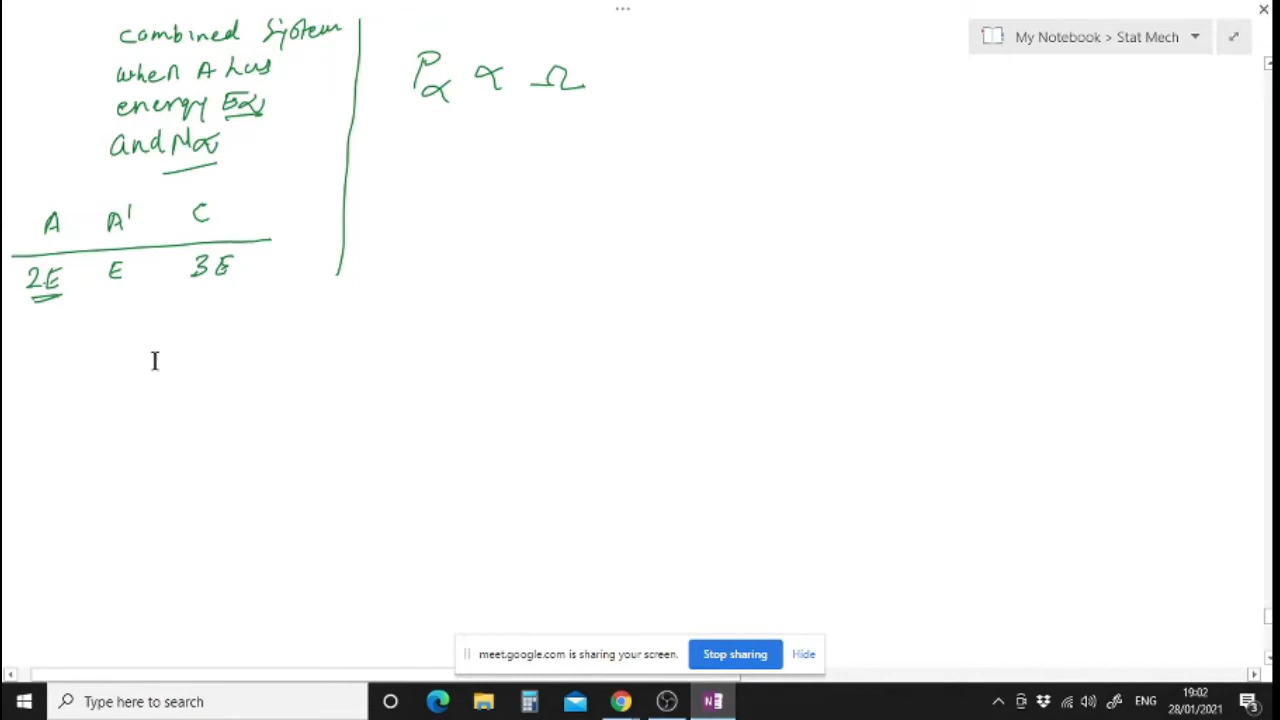 combined system
when A has
energy Eα
and Nα
A A' C
2E E 3E
Pα ∝ Ω
My Notebook > Stat Mech
meet.google.com is sharing your screen. Stop sharing Hide
Type here to search
ENG
19:02
28/01/2021
3